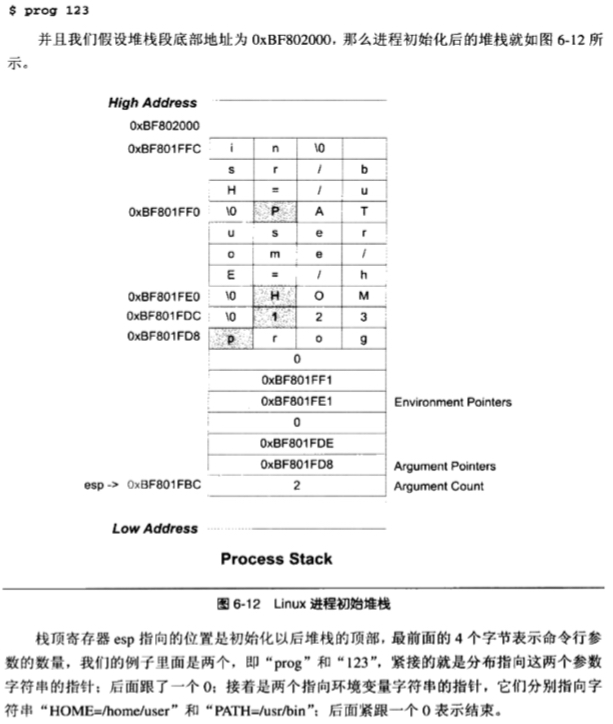 $ prog 123
并且我们假设堆栈段底部地址为 0xBF802000，那么进程初始化后的堆栈就如图 6-12 所
示。
High Address
0xBF802000
0xBF801FFC i n \0
s r / b
H = / u
0xBF801FF0 \0 P A T
u s e r
o m e /
E = / h
0xBF801FE0 \0 H O M
0xBF801FDC \0 1 2 3
0xBF801FD8 p r o g
0
0xBF801FF1
0xBF801FE1 Environment Pointers
0
0xBF801FDE
0xBF801FD8 Argument Pointers
esp -> 0xBF801FBC 2 Argument Count
Low Address
Process Stack
图 6-12 Linux 进程初始堆栈
栈顶寄存器 esp 指向的位置是初始化以后堆栈的顶部，最前面的 4 个字节表示命令行参
数的数量，我们的例子里面是两个，即“prog”和“123”，紧接的就是分布指向这两个参数
字符串的指针；后面跟了一个 0；接着是两个指向环境变量字符串的指针，它们分别指向字
符串“HOME=/home/user”和“PATH=/usr/bin”；后面紧跟一个 0 表示结束。